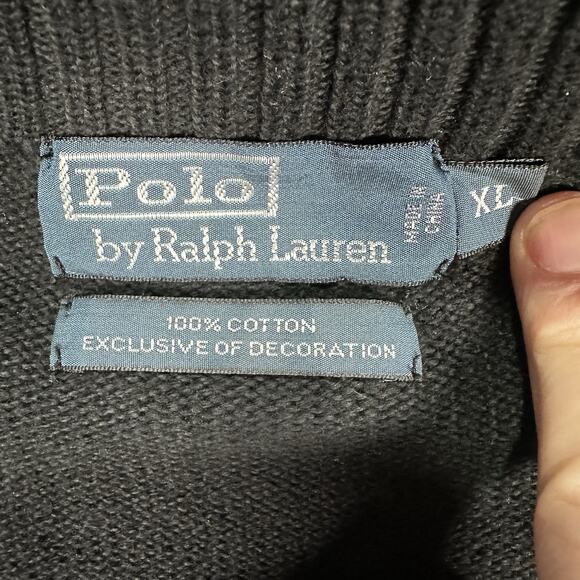 Polo
by Ralph Lauren
MADE IN
CHINA
XL
100% COTTON
EXCLUSIVE OF DECORATION